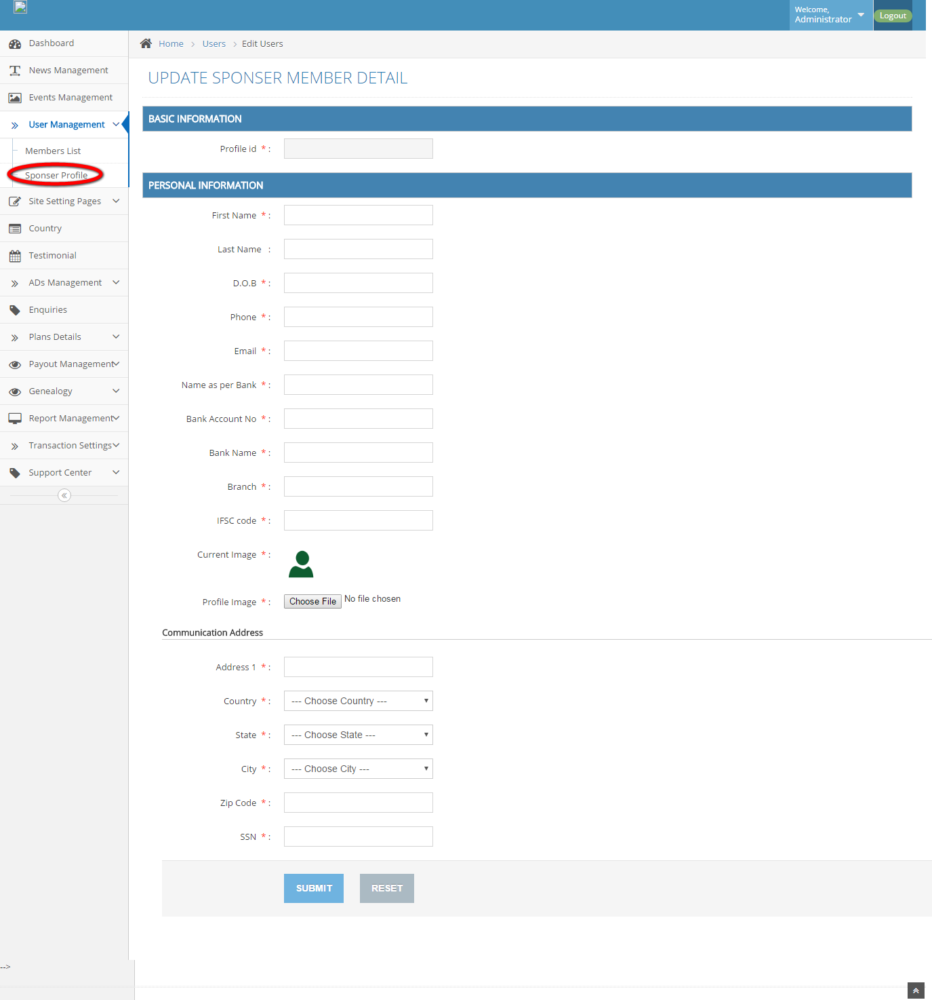 Welcome,
Administrator
Logout
Dashboard
News Management
Events Management
User Management
Members List
Sponser Profile
Site Setting Pages
Country
Testimonial
ADs Management
Enquiries
Plans Details
Payout Management
Genealogy
Report Management
Transaction Settings
Support Center
Home > Users > Edit Users
UPDATE SPONSER MEMBER DETAIL
BASIC INFORMATION
Profile id * :
PERSONAL INFORMATION
First Name * :
Last Name :
D.O.B * :
Phone * :
Email * :
Name as per Bank * :
Bank Account No * :
Bank Name * :
Branch * :
IFSC code * :
Current Image * :
Profile Image * : Choose File No file chosen
Communication Address
Address 1 * :
Country * : --- Choose Country ---
State * : --- Choose State ---
City * : --- Choose City ---
Zip Code * :
SSN * :
SUBMIT RESET
-->